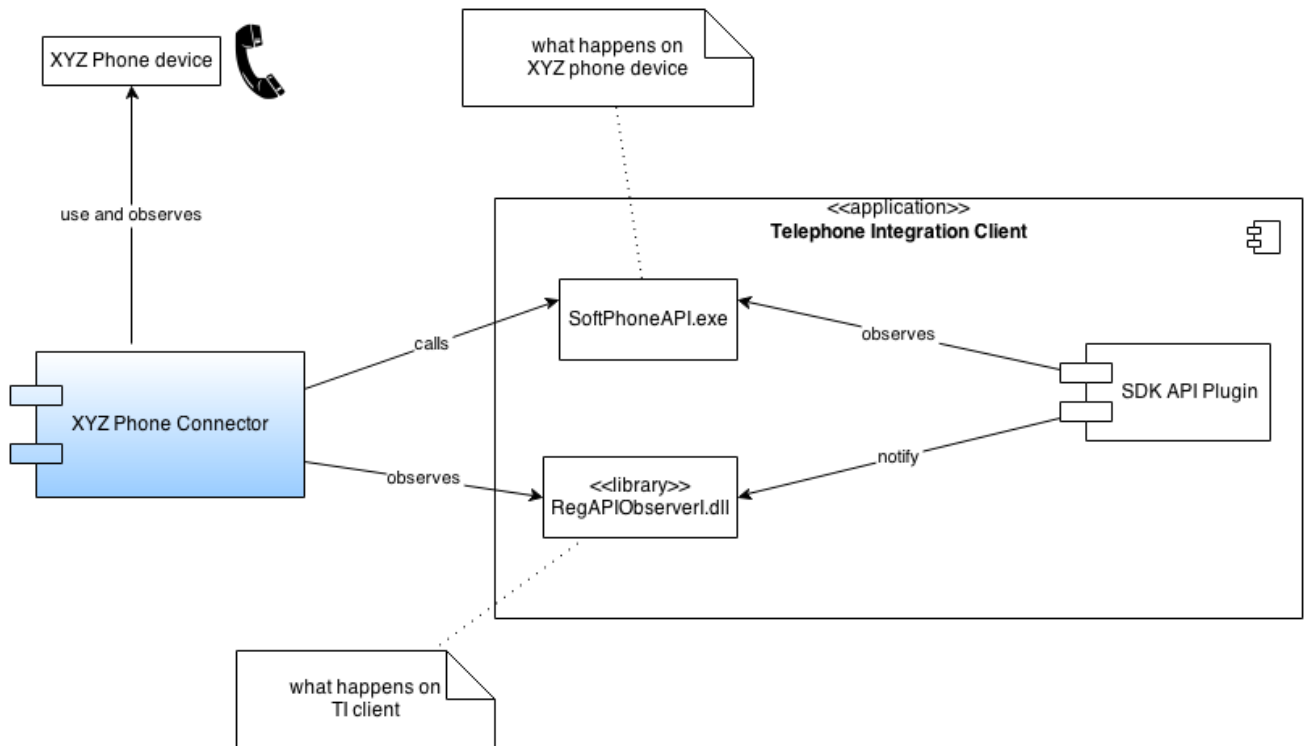 XYZ Phone device
what happens on
XYZ phone device
use and observes
<<application>>
Telephone Integration Client
SoftPhoneAPI.exe
calls
observes
SDK API Plugin
XYZ Phone Connector
observes
notify
<<library>>
RegAPIObserverI.dll
what happens on
TI client